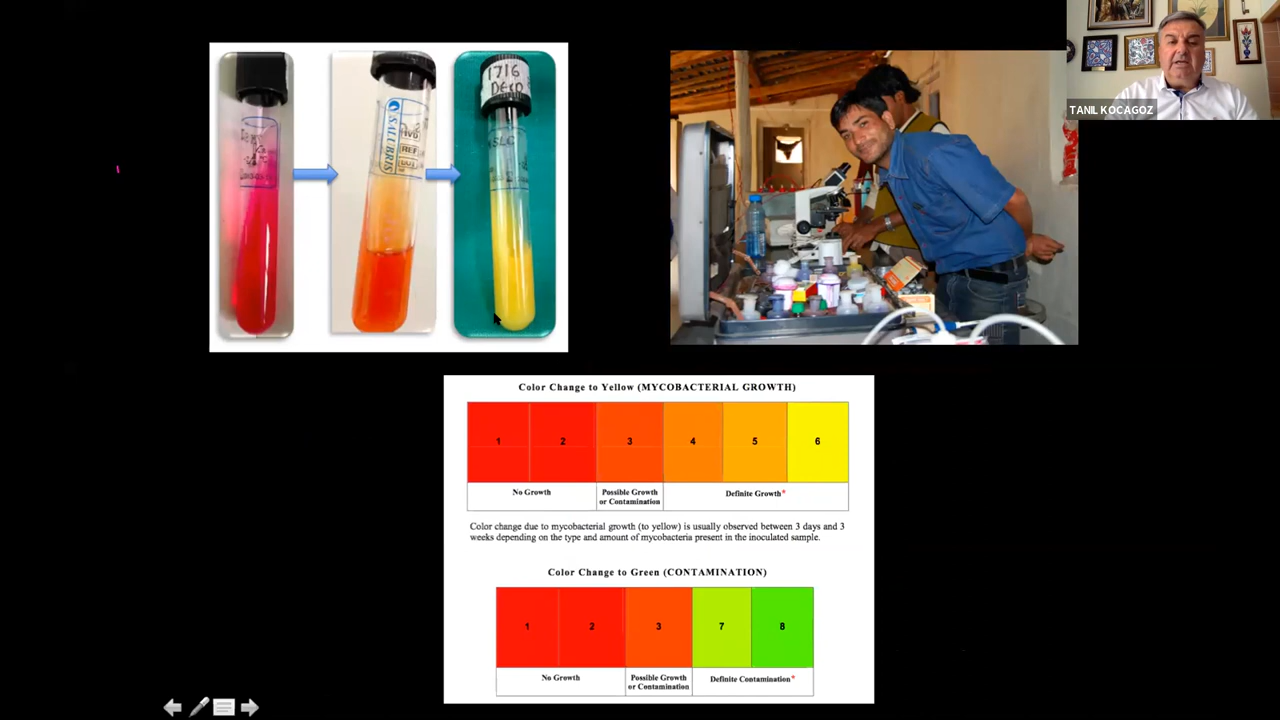 TANIL KOCAGOZ
1716
SALUBRIS
REF
Color Change to Yellow (MYCOBACTERIAL GROWTH)
1 2 3 4 5 6
No Growth Possible Growth or Contamination Definite Growth*
Color change due to mycobacterial growth (to yellow) is usually observed between 3 days and 3
weeks depending on the type and amount of mycobacteria present in the inoculated sample.
Color Change to Green (CONTAMINATION)
1 2 3 7 8
No Growth Possible Growth or Contamination Definite Contamination*